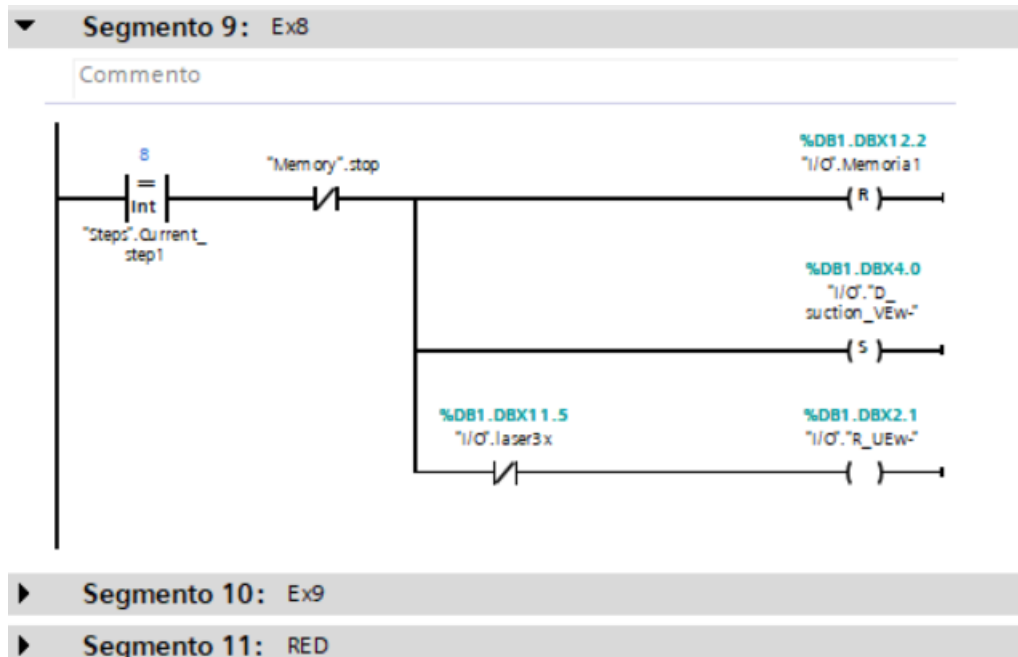 Segmento 9: Ex8
Commento
8
=
Int
"Steps".Current_
step1
"Memory".stop
%DB1.DBX12.2
"I/O".Memoria1
R
%DB1.DBX4.0
"I/O"."D_
suction_VEw-"
S
%DB1.DBX11.5
"I/O".laser3x
%DB1.DBX2.1
"I/O"."R_UEw-"
Segmento 10: Ex9
Segmento 11: RED